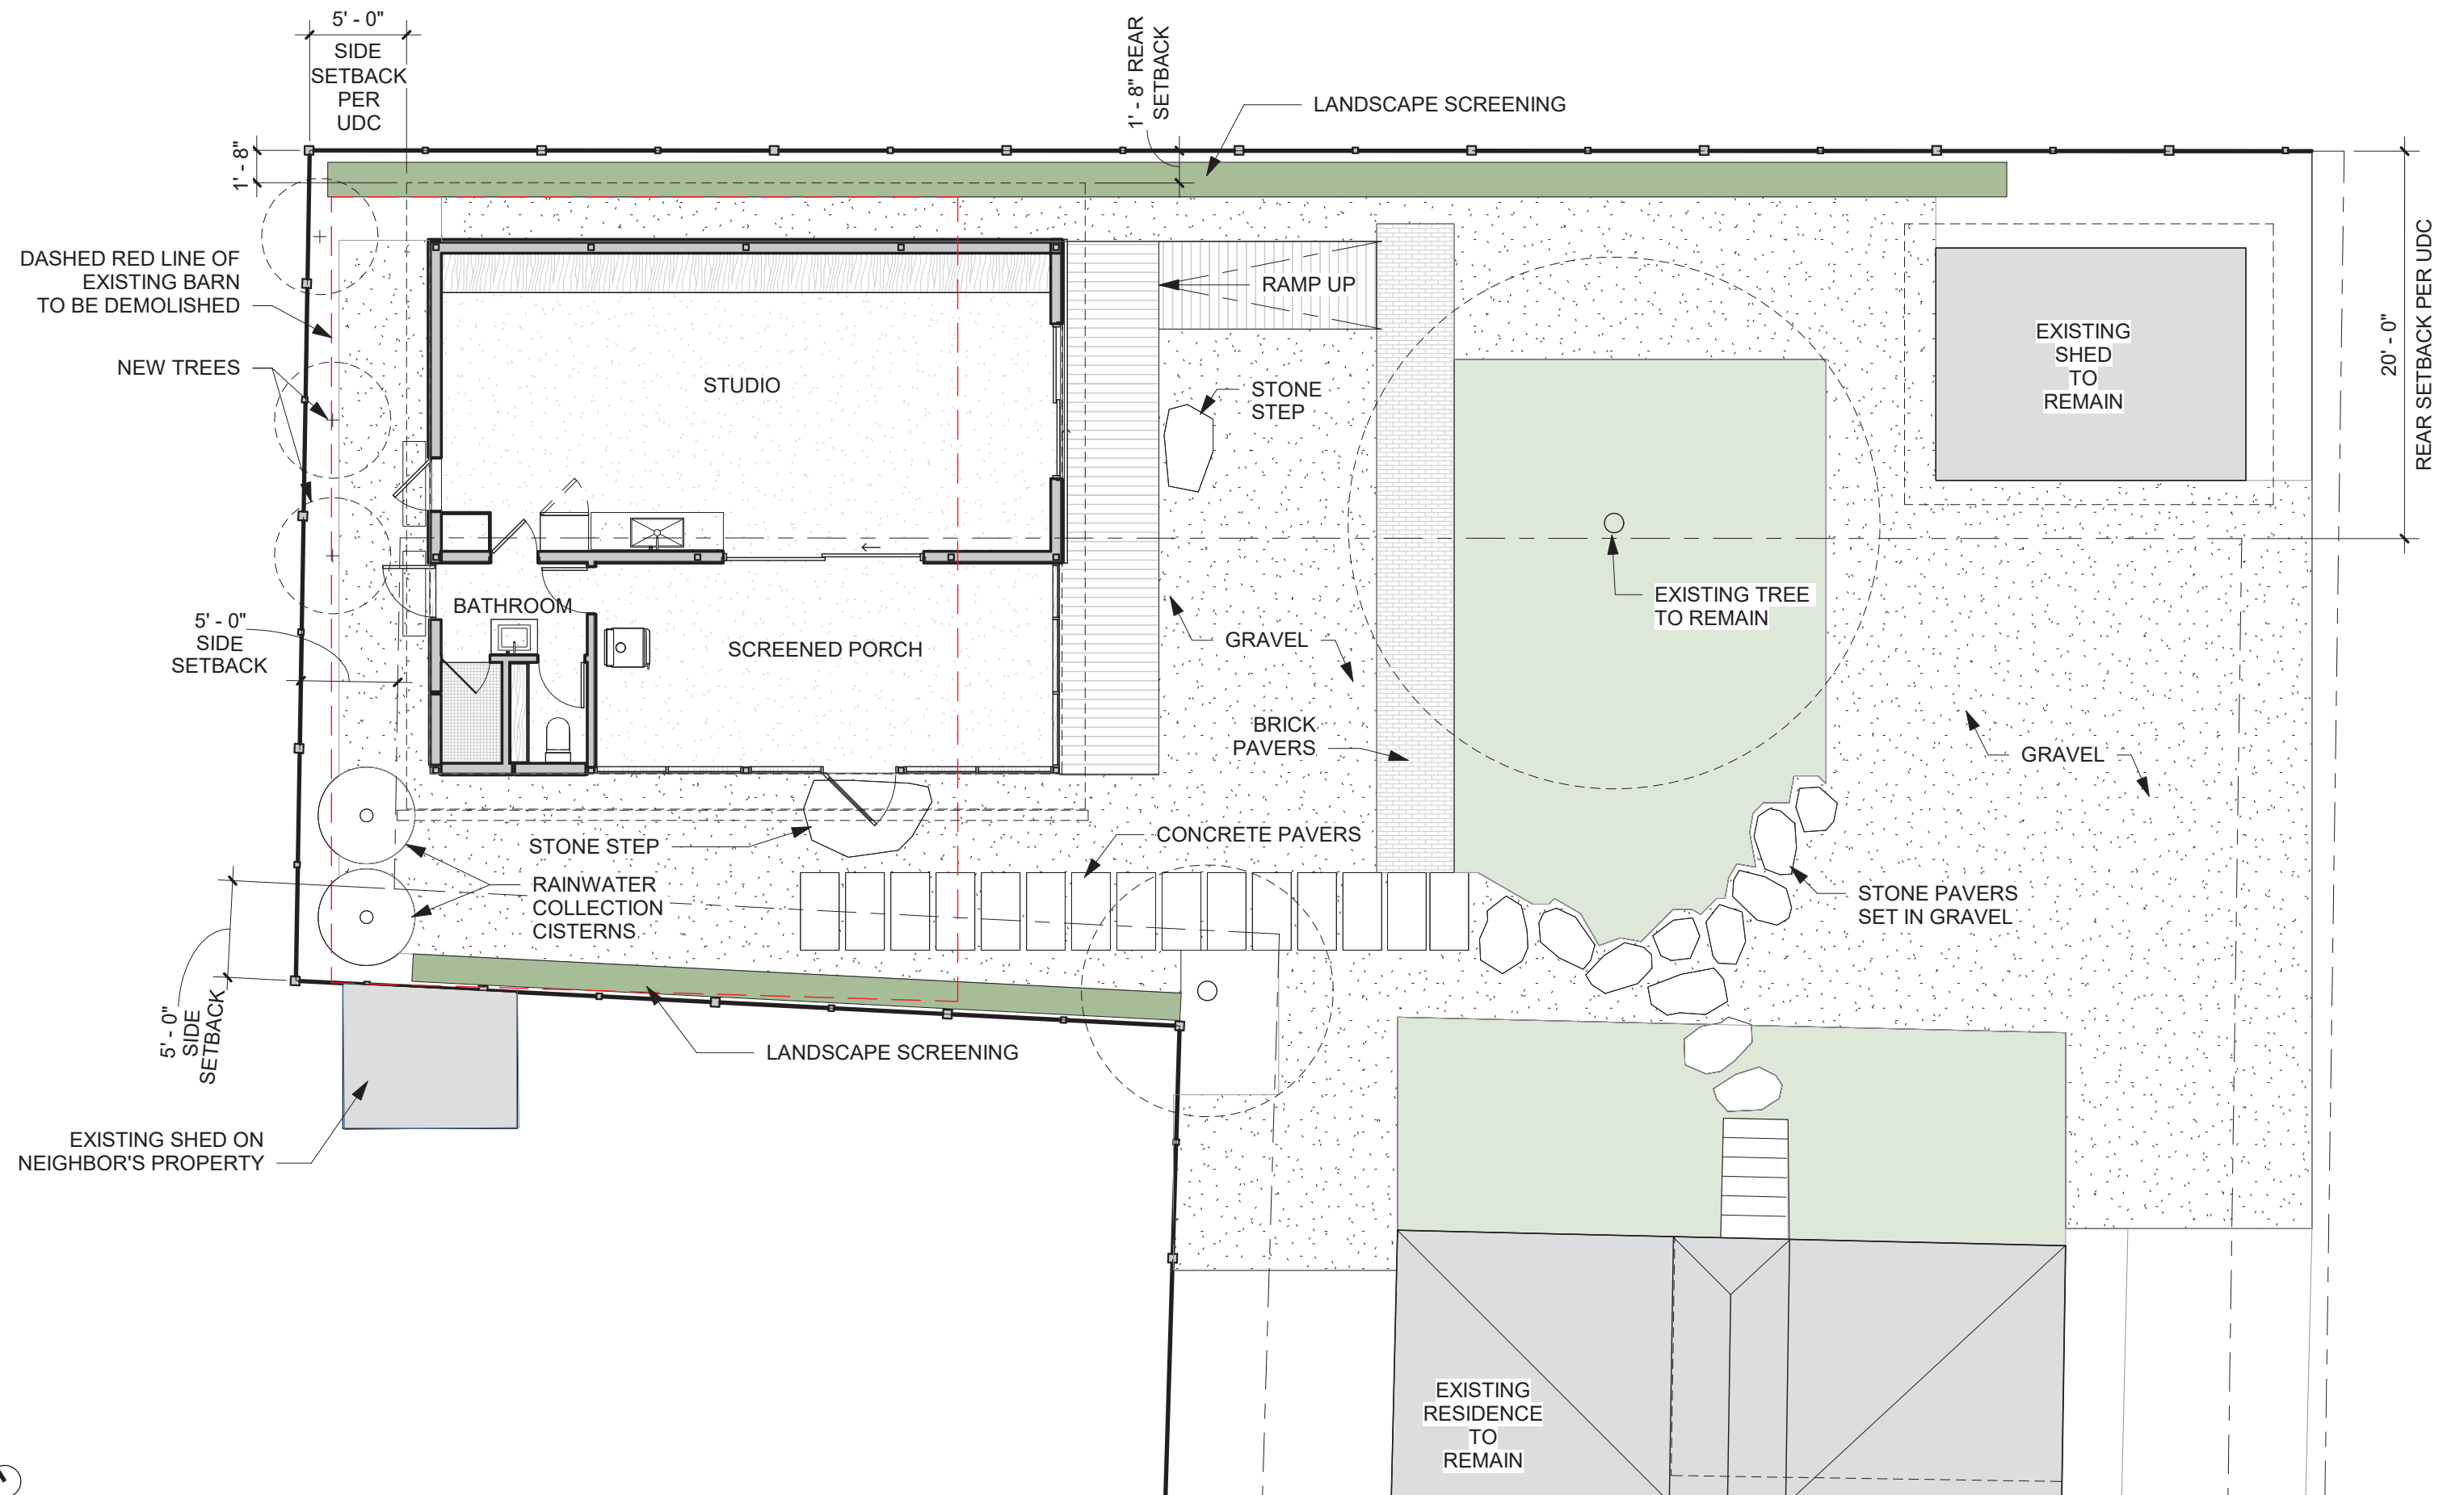 5' - 0"
SIDE
SETBACK
PER
UDC
1' - 8" REAR
SETBACK
LANDSCAPE SCREENING
1' - 8"
DASHED RED LINE OF
EXISTING BARN
TO BE DEMOLISHED
NEW TREES
STUDIO
RAMP UP
STONE
STEP
EXISTING
SHED
TO
REMAIN
20' - 0"
REAR SETBACK PER UDC
5' - 0"
SIDE
SETBACK
BATHROOM
SCREENED PORCH
GRAVEL
EXISTING TREE
TO REMAIN
BRICK
PAVERS
GRAVEL
STONE STEP
CONCRETE PAVERS
RAINWATER
COLLECTION
CISTERNS
STONE PAVERS
SET IN GRAVEL
5' - 0"
SIDE
SETBACK
LANDSCAPE SCREENING
EXISTING SHED ON
NEIGHBOR'S PROPERTY
EXISTING
RESIDENCE
TO
REMAIN